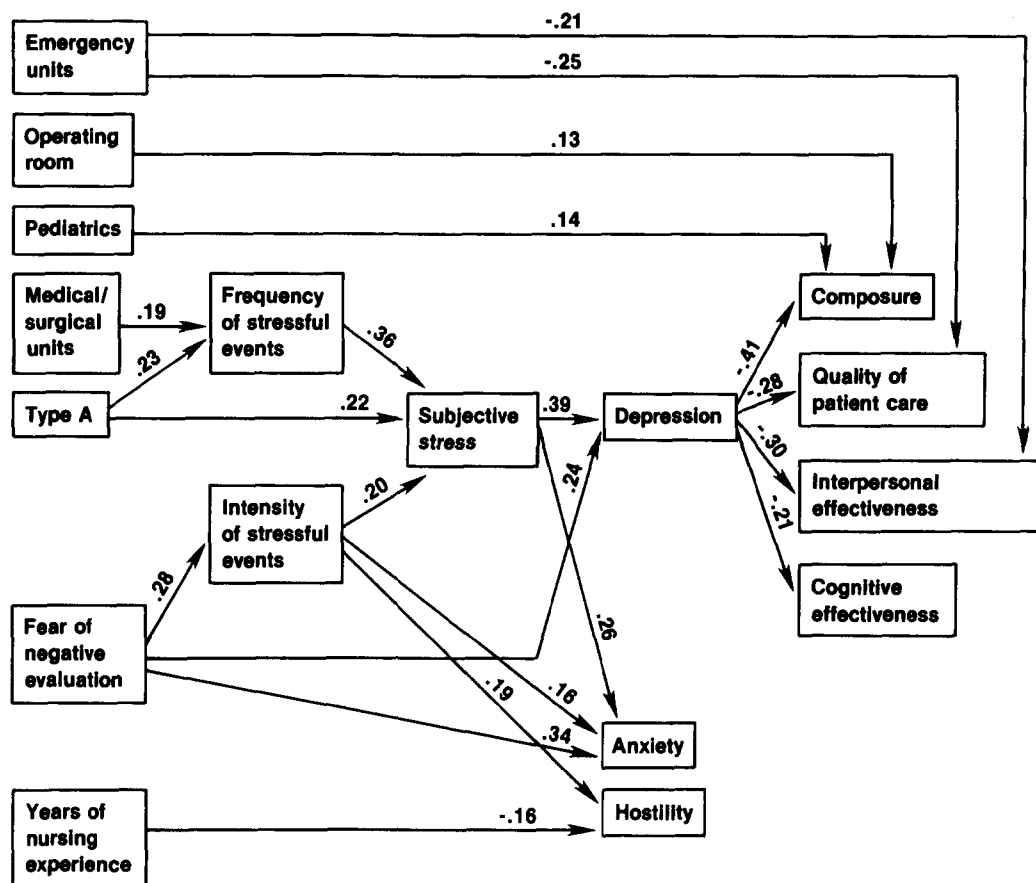 Emergency
units
-.21
-.25
Operating
room
.13
Pediatrics
.14
Medical/
surgical
units
.19
Frequency
of stressful
events
.36
Composure
.23
Type A
.22
Subjective
stress
.39
Depression
-.41
-.28
-.30
-.21
Quality of
patient care
Interpersonal
effectiveness
Cognitive
effectiveness
Intensity
of stressful
events
.20
.24
.28
.26
Fear of
negative
evaluation
.16
.19
.34
Anxiety
Years of
nursing
experience
-.16
Hostility